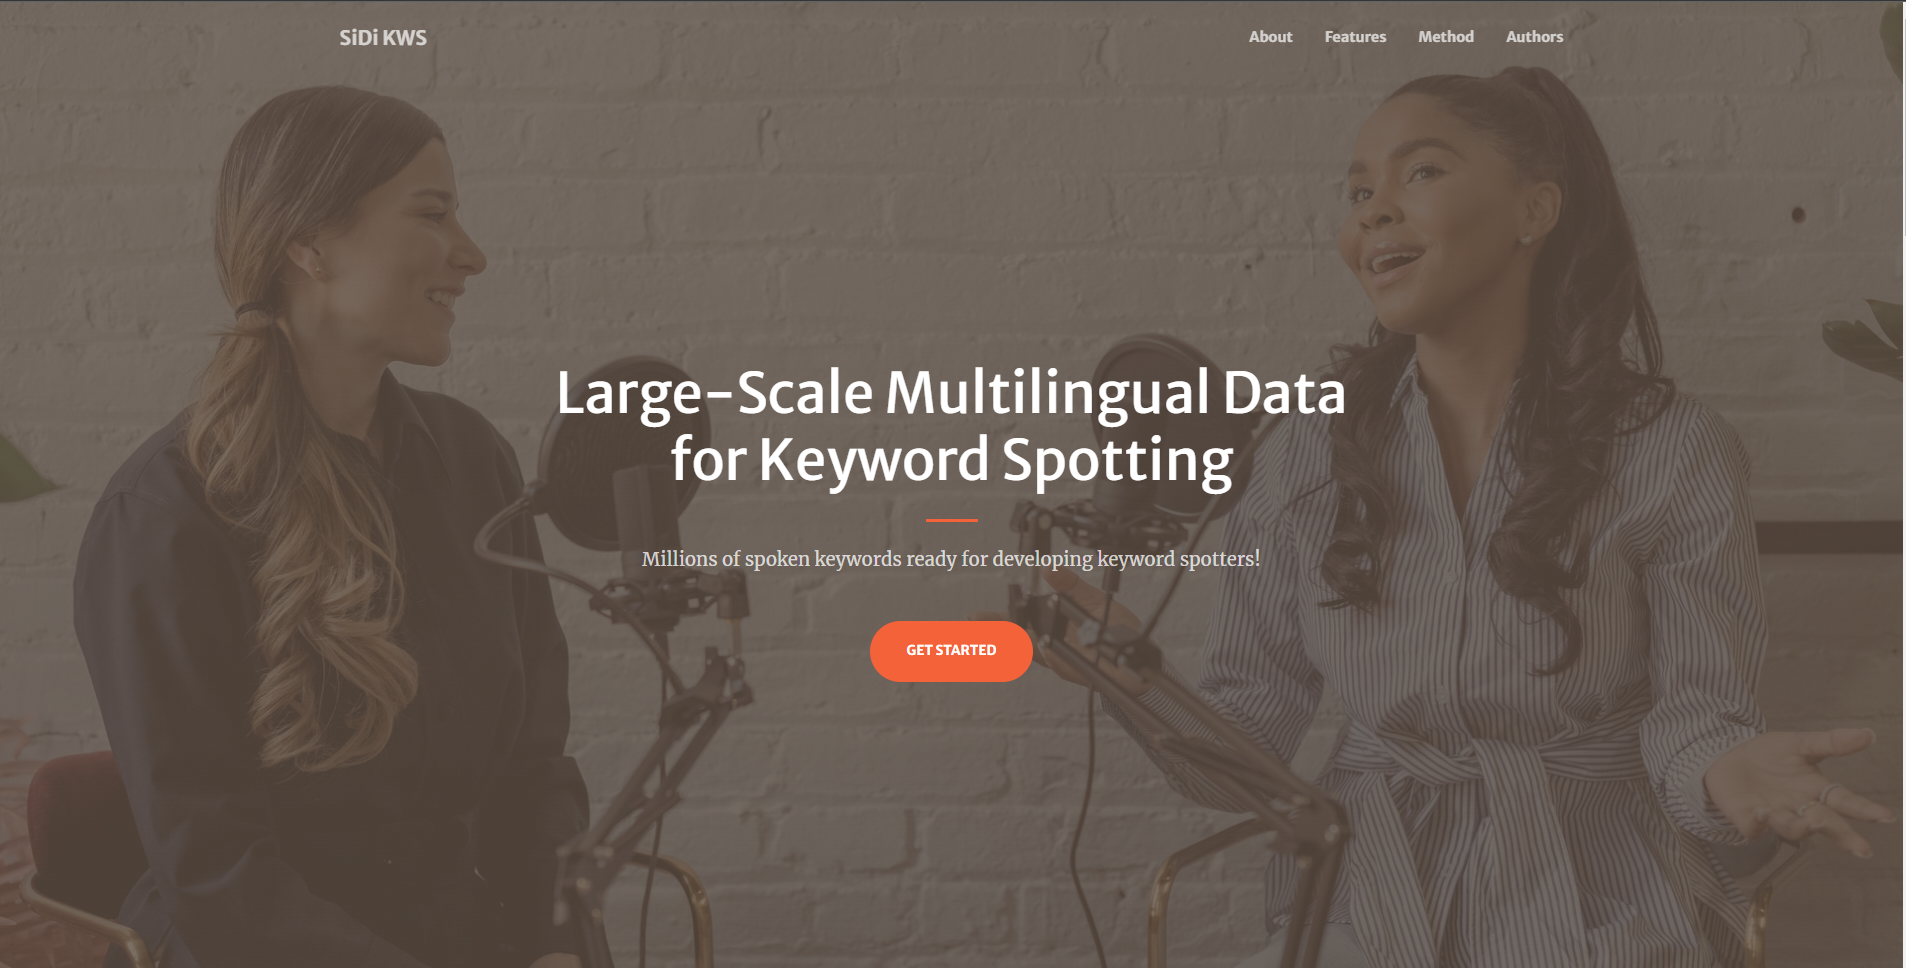 SiDi KWS
About Features Method Authors
Large-Scale Multilingual Data
for Keyword Spotting
Millions of spoken keywords ready for developing keyword spotters!
GET STARTED